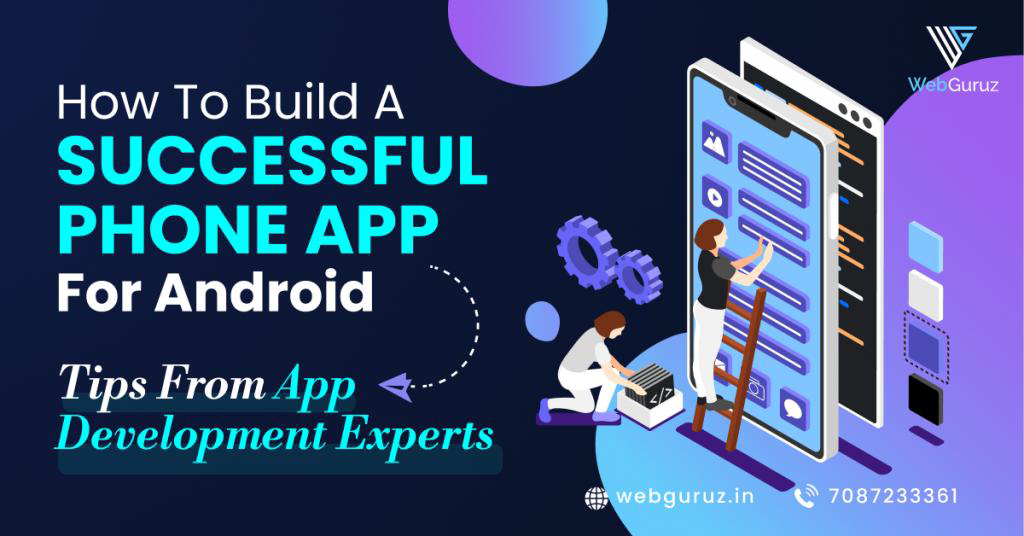 How To Build A
SUCCESSFUL
PHONE APP
For Android
Tips From App
Development Experts
WebGuruz
</>
webguruz.in
7087233361